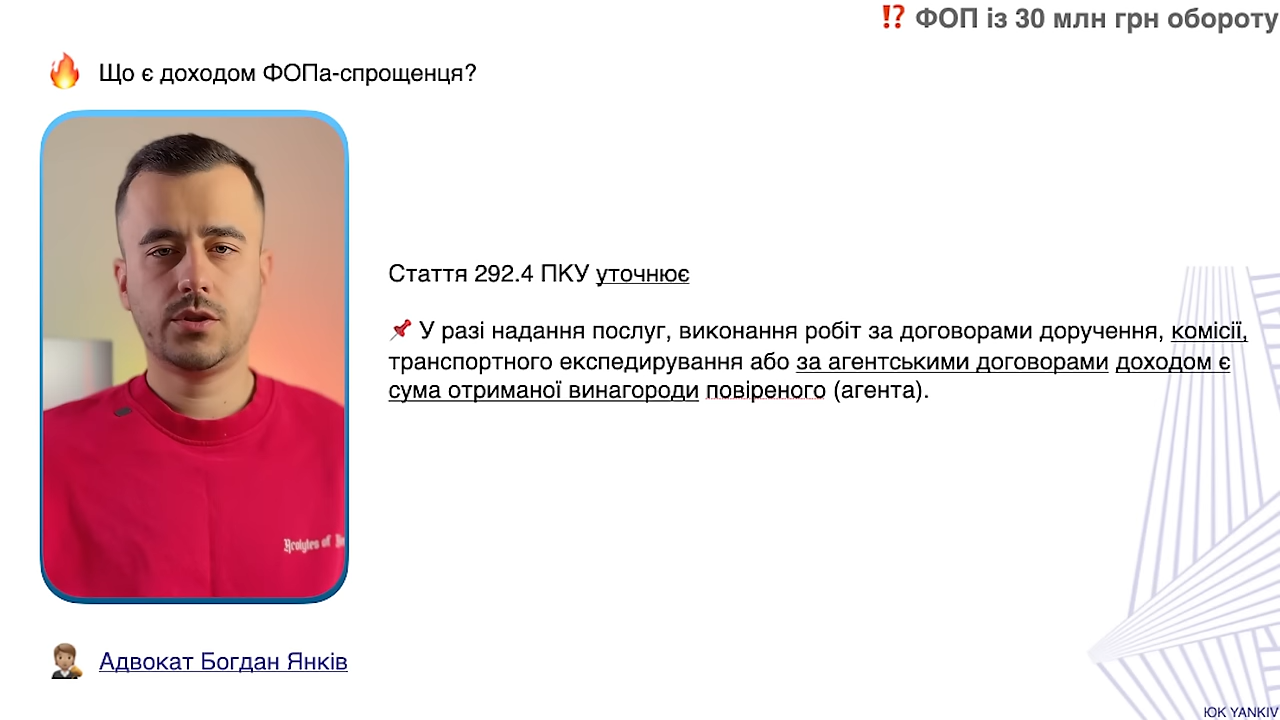 ⁉️ ФОП із 30 млн грн обороту
🔥 Що є доходом ФОПа-спрощенця?
Стаття 292.4 ПКУ уточнює
📌 У разі надання послуг, виконання робіт за договорами доручення, комісії,
транспортного експедирування або за агентськими договорами доходом є
сума отриманої винагороди повіреного (агента).
Acolytes of
Адвокат Богдан Янків
ЮК YANKIV